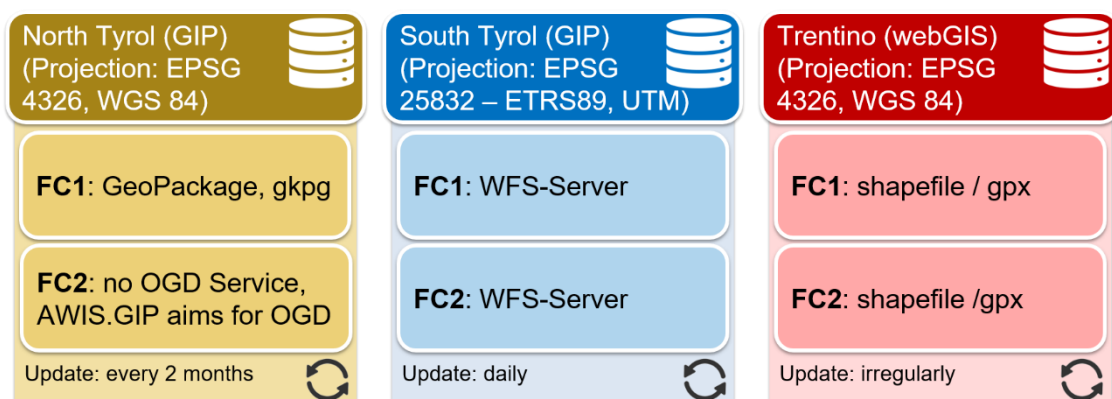 North Tyrol (GIP)
(Projection: EPSG
4326, WGS 84)
FC1: GeoPackage, gkpg
FC2: no OGD Service,
AWIS.GIP aims for OGD
Update: every 2 months
South Tyrol (GIP)
(Projection: EPSG
25832 – ETRS89, UTM)
FC1: WFS-Server
FC2: WFS-Server
Update: daily
Trentino (webGIS)
(Projection: EPSG
4326, WGS 84)
FC1: shapefile / gpx
FC2: shapefile /gpx
Update: irregularly